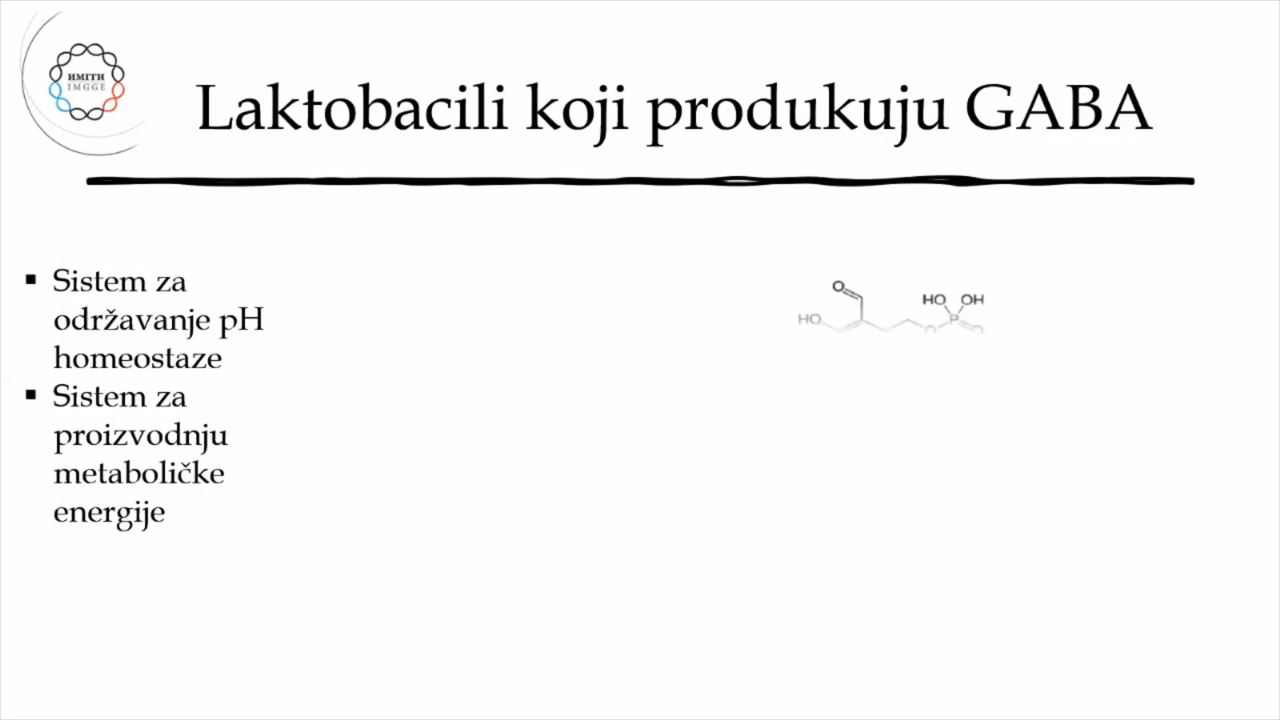 ИМГГИ
IMGGE
Laktobacili koji produkuju GABA
▪ Sistem za
održavanje pH
homeostaze
▪ Sistem za
proizvodnju
metaboličke
energije
O
HO OH
HO
P
O O